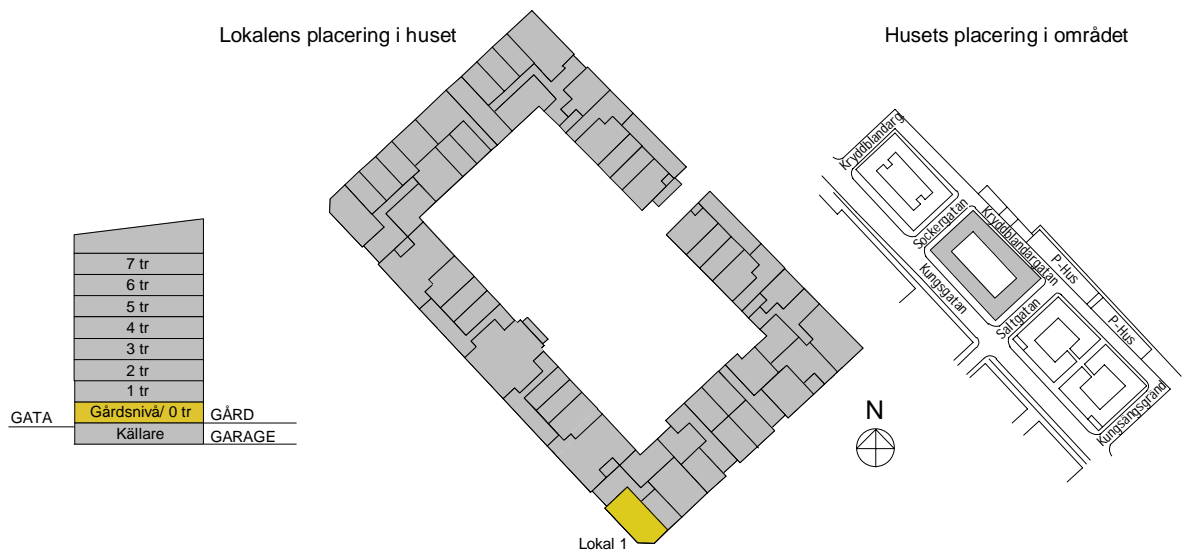 Lokalens placering i huset
Husets placering i området
Kryddblandarg.
Sockergatan
Kryddblandargatan
P-Hus
Kungsgatan
Saltgatan
P-Hus
Kungsängsgränd
7 tr
6 tr
5 tr
4 tr
3 tr
2 tr
1 tr
Gårdsnivå/ 0 tr
GATA
GÅRD
Källare
GARAGE
N
Lokal 1